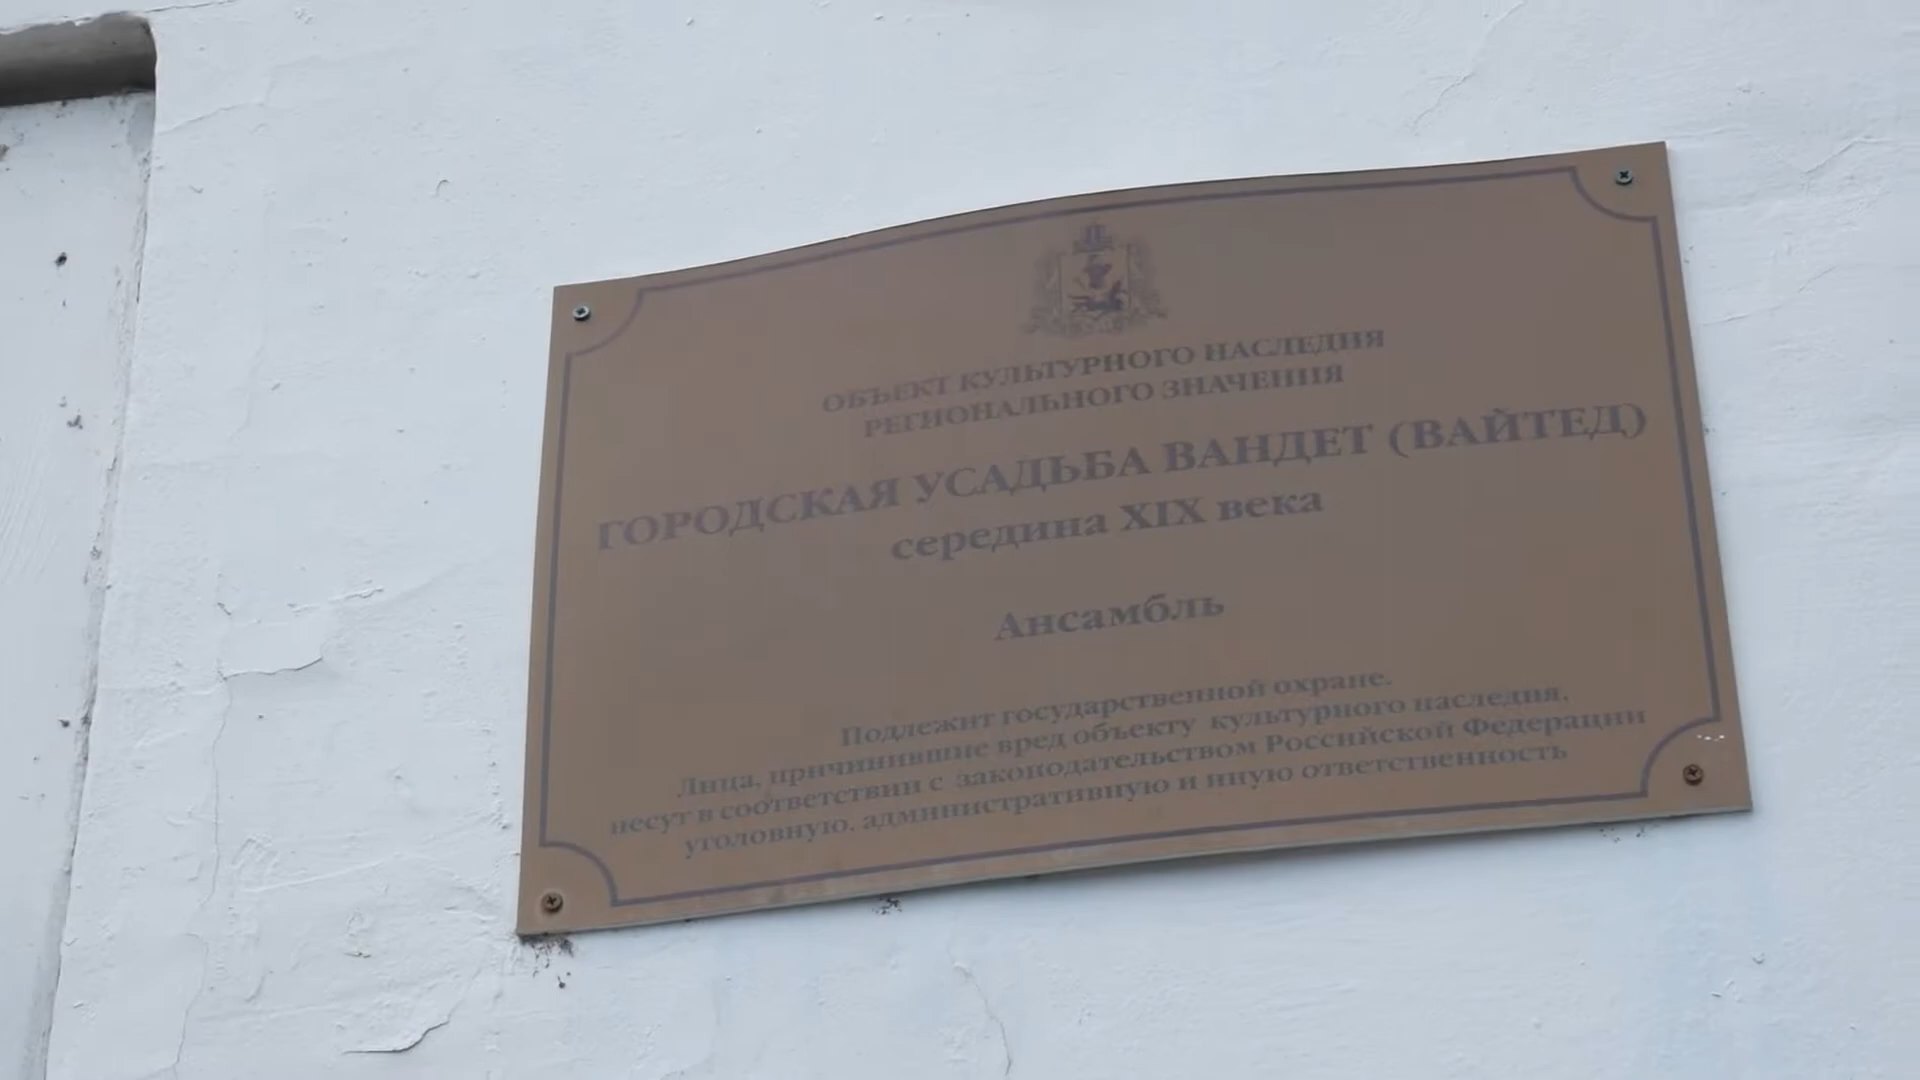 ОБЪЕКТ КУЛЬТУРНОГО НАСЛЕДИЯ
РЕГИОНАЛЬНОГО ЗНАЧЕНИЯ
ГОРОДСКАЯ УСАДЬБА ВАНДЕТ (ВАЙТЕД)
середина XIX века
Ансамбль
Подлежит государственной охране.
Лица, причинившие вред объекту культурного наследия,
несут в соответствии с законодательством Российской Федерации
уголовную, административную и иную ответственность